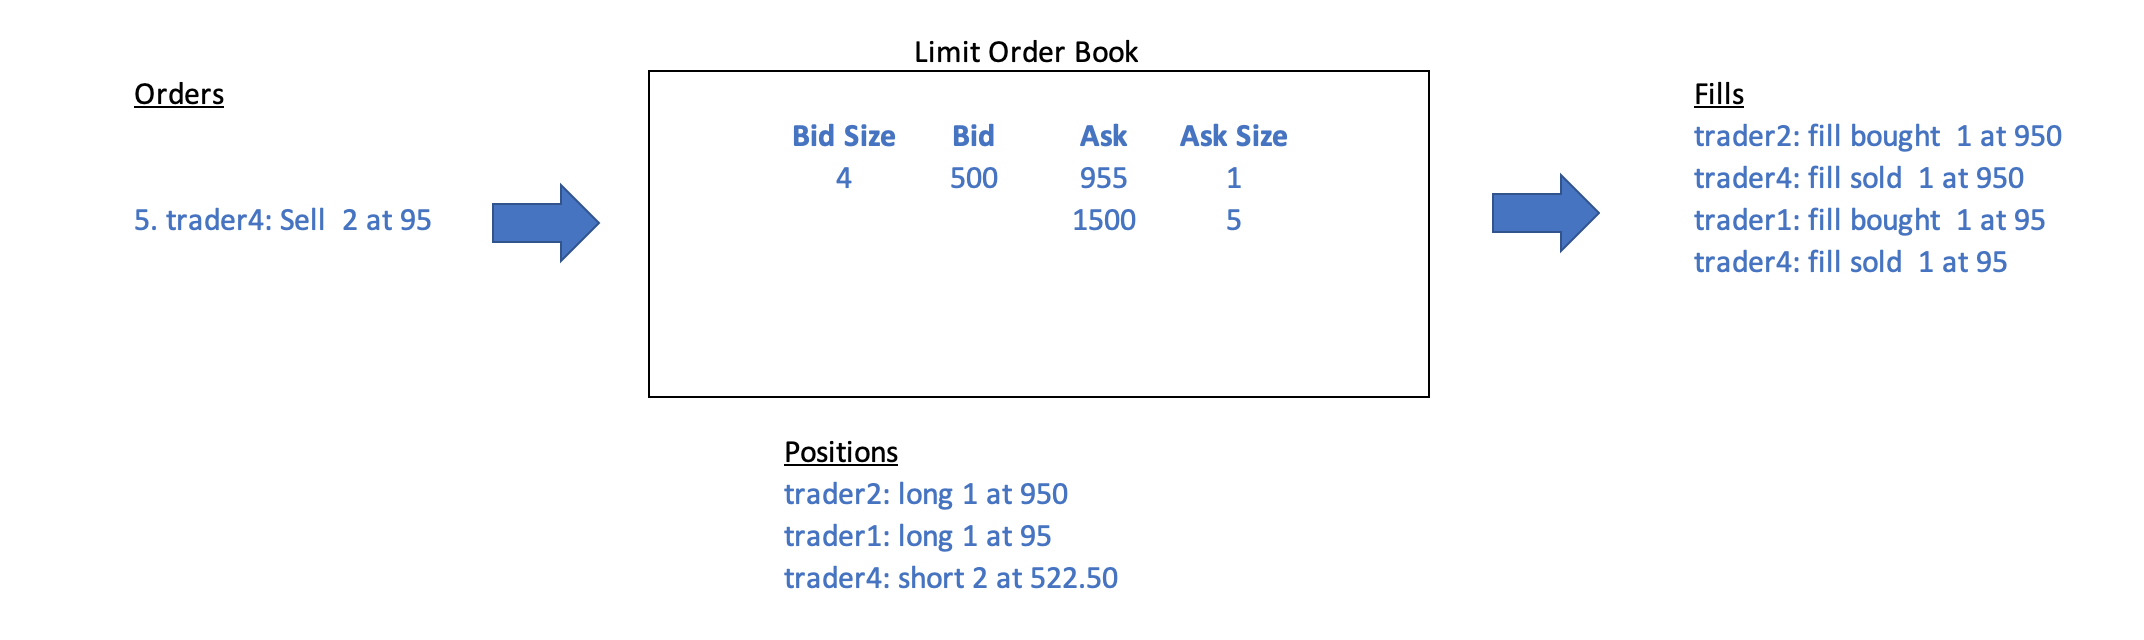 Limit Order Book
Orders
5. trader4: Sell  2 at 95
Bid Size Bid Ask Ask Size
4 500 955 1
1500 5
Fills
trader2: fill bought  1 at 950
trader4: fill sold  1 at 950
trader1: fill bought  1 at 95
trader4: fill sold  1 at 95
Positions
trader2: long 1 at 950
trader1: long 1 at 95
trader4: short 2 at 522.50